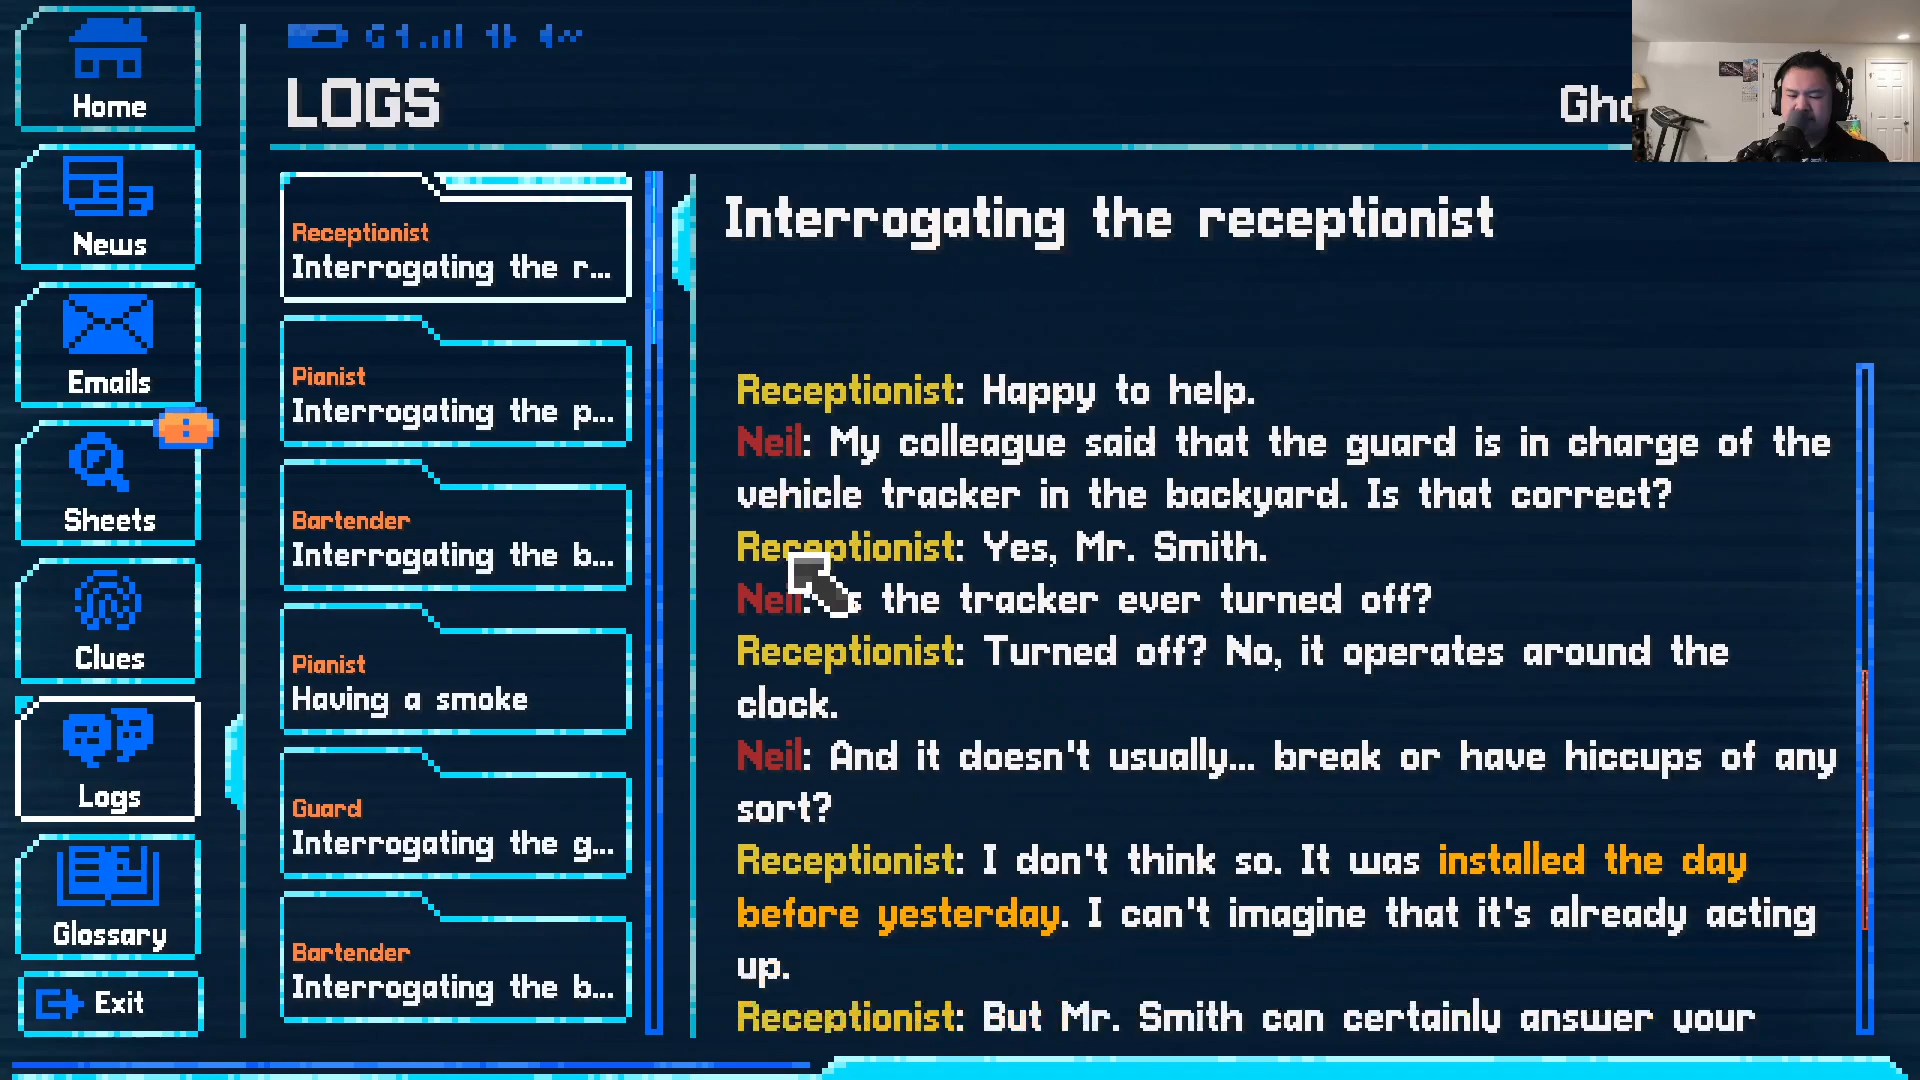 Home
News
Emails
Sheets
Clues
Logs
Glossary
Exit
LOGS
Receptionist
Interrogating the r...
Pianist
Interrogating the p...
Bartender
Interrogating the b...
Pianist
Having a smoke
Guard
Interrogating the g...
Bartender
Interrogating the b...
Interrogating the receptionist
Receptionist: Happy to help.
Neil: My colleague said that the guard is in charge of the
vehicle tracker in the backyard. Is that correct?
Receptionist: Yes, Mr. Smith.
Neil: Is the tracker ever turned off?
Receptionist: Turned off? No, it operates around the
clock.
Neil: And it doesn't usually... break or have hiccups of any
sort?
Receptionist: I don't think so. It was installed the day
before yesterday. I can't imagine that it's already acting
up.
Receptionist: But Mr. Smith can certainly answer your